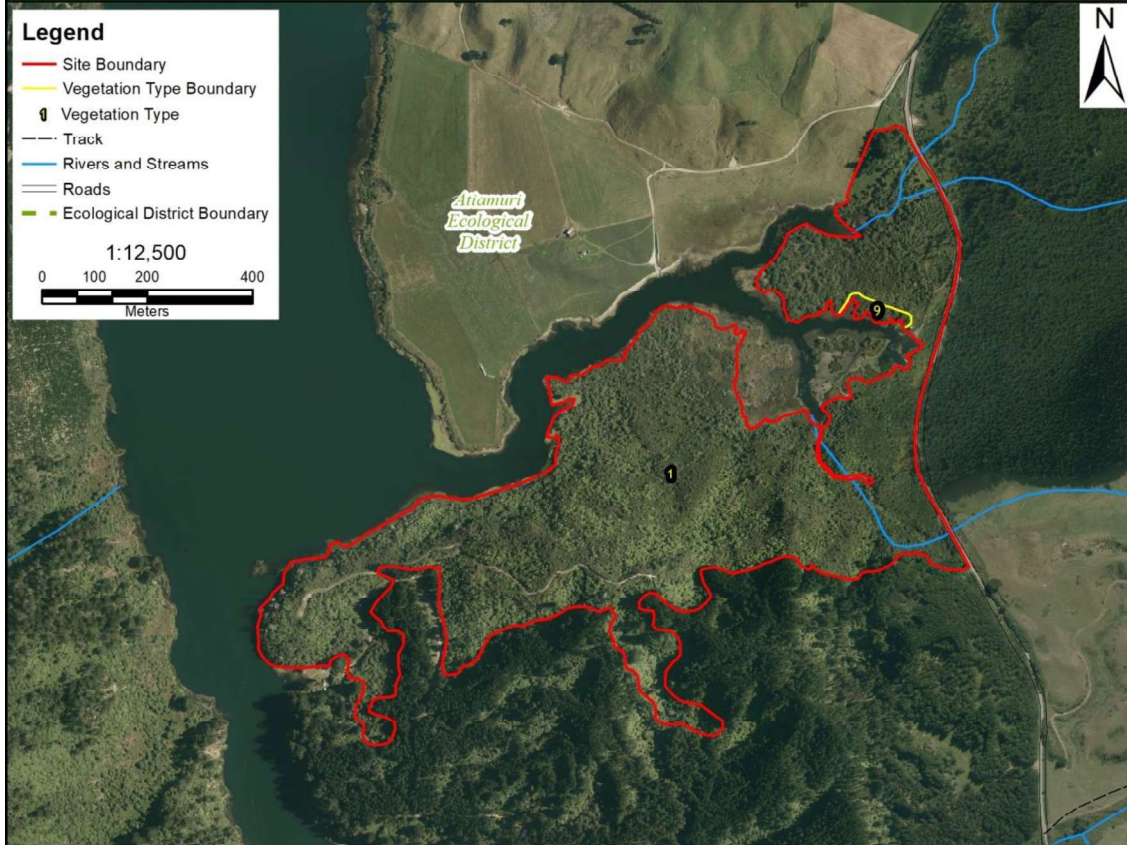 Legend
Site Boundary
Vegetation Type Boundary
1 Vegetation Type
Track
Rivers and Streams
Roads
Ecological District Boundary
1:12,500
0 100 200 400
Meters
N
Atiamuri
Ecological
District
9
1